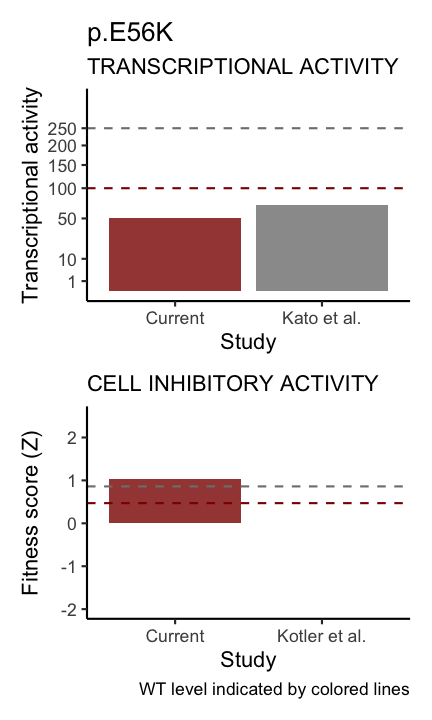 p.E56K
TRANSCRIPTIONAL ACTIVITY
Transcriptional activity
250
200
150
100
50
10
1
Current
Kato et al.
Study
CELL INHIBITORY ACTIVITY
Fitness score (Z)
2
1
0
-1
-2
Current
Kotler et al.
Study
WT level indicated by colored lines